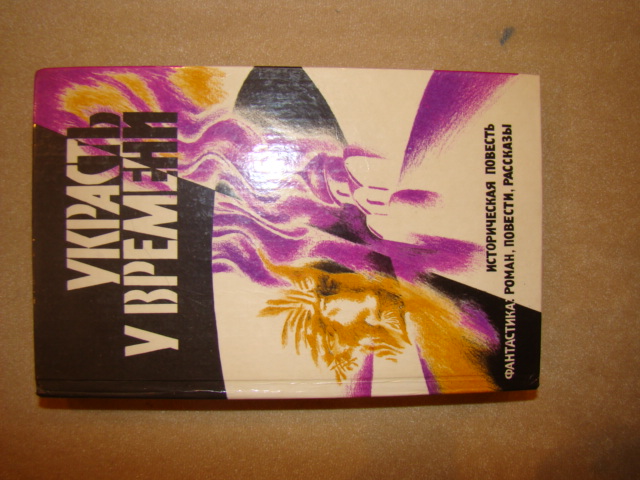 УКРАСТЬ
У ВРЕМЕНИ
ИСТОРИЧЕСКАЯ ПОВЕСТЬ
ФАНТАСТИКА: РОМАН, ПОВЕСТИ, РАССКАЗЫ